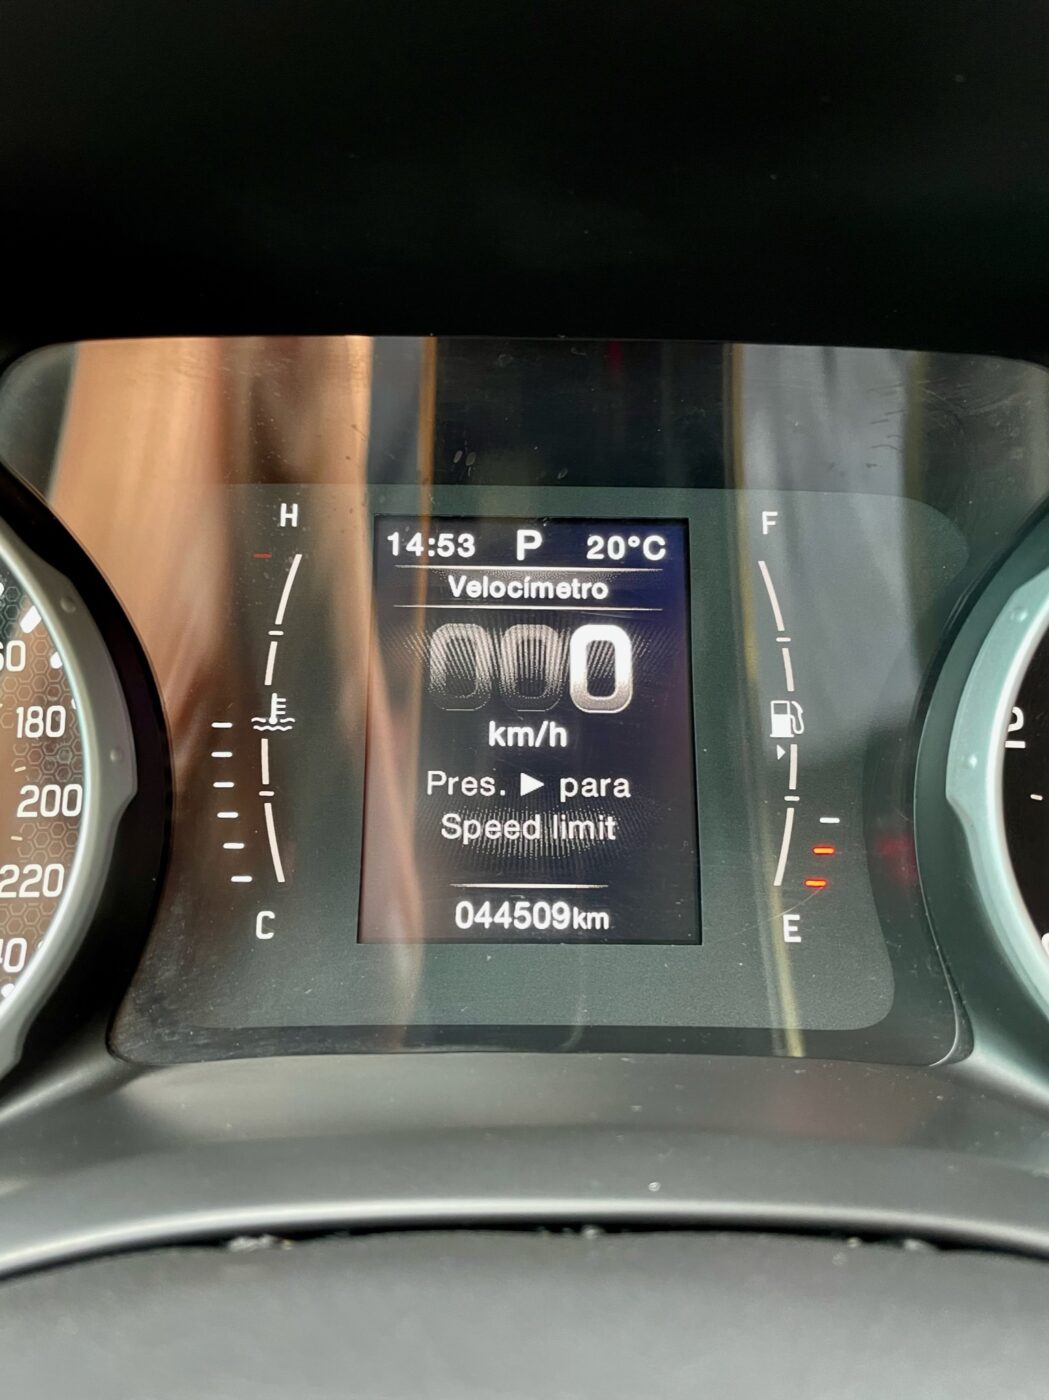 H
F
14:53 P 20°C
Velocímetro
000
km/h
Pres. ▶ para
Speed limit
044509km
C
E
180
200
220